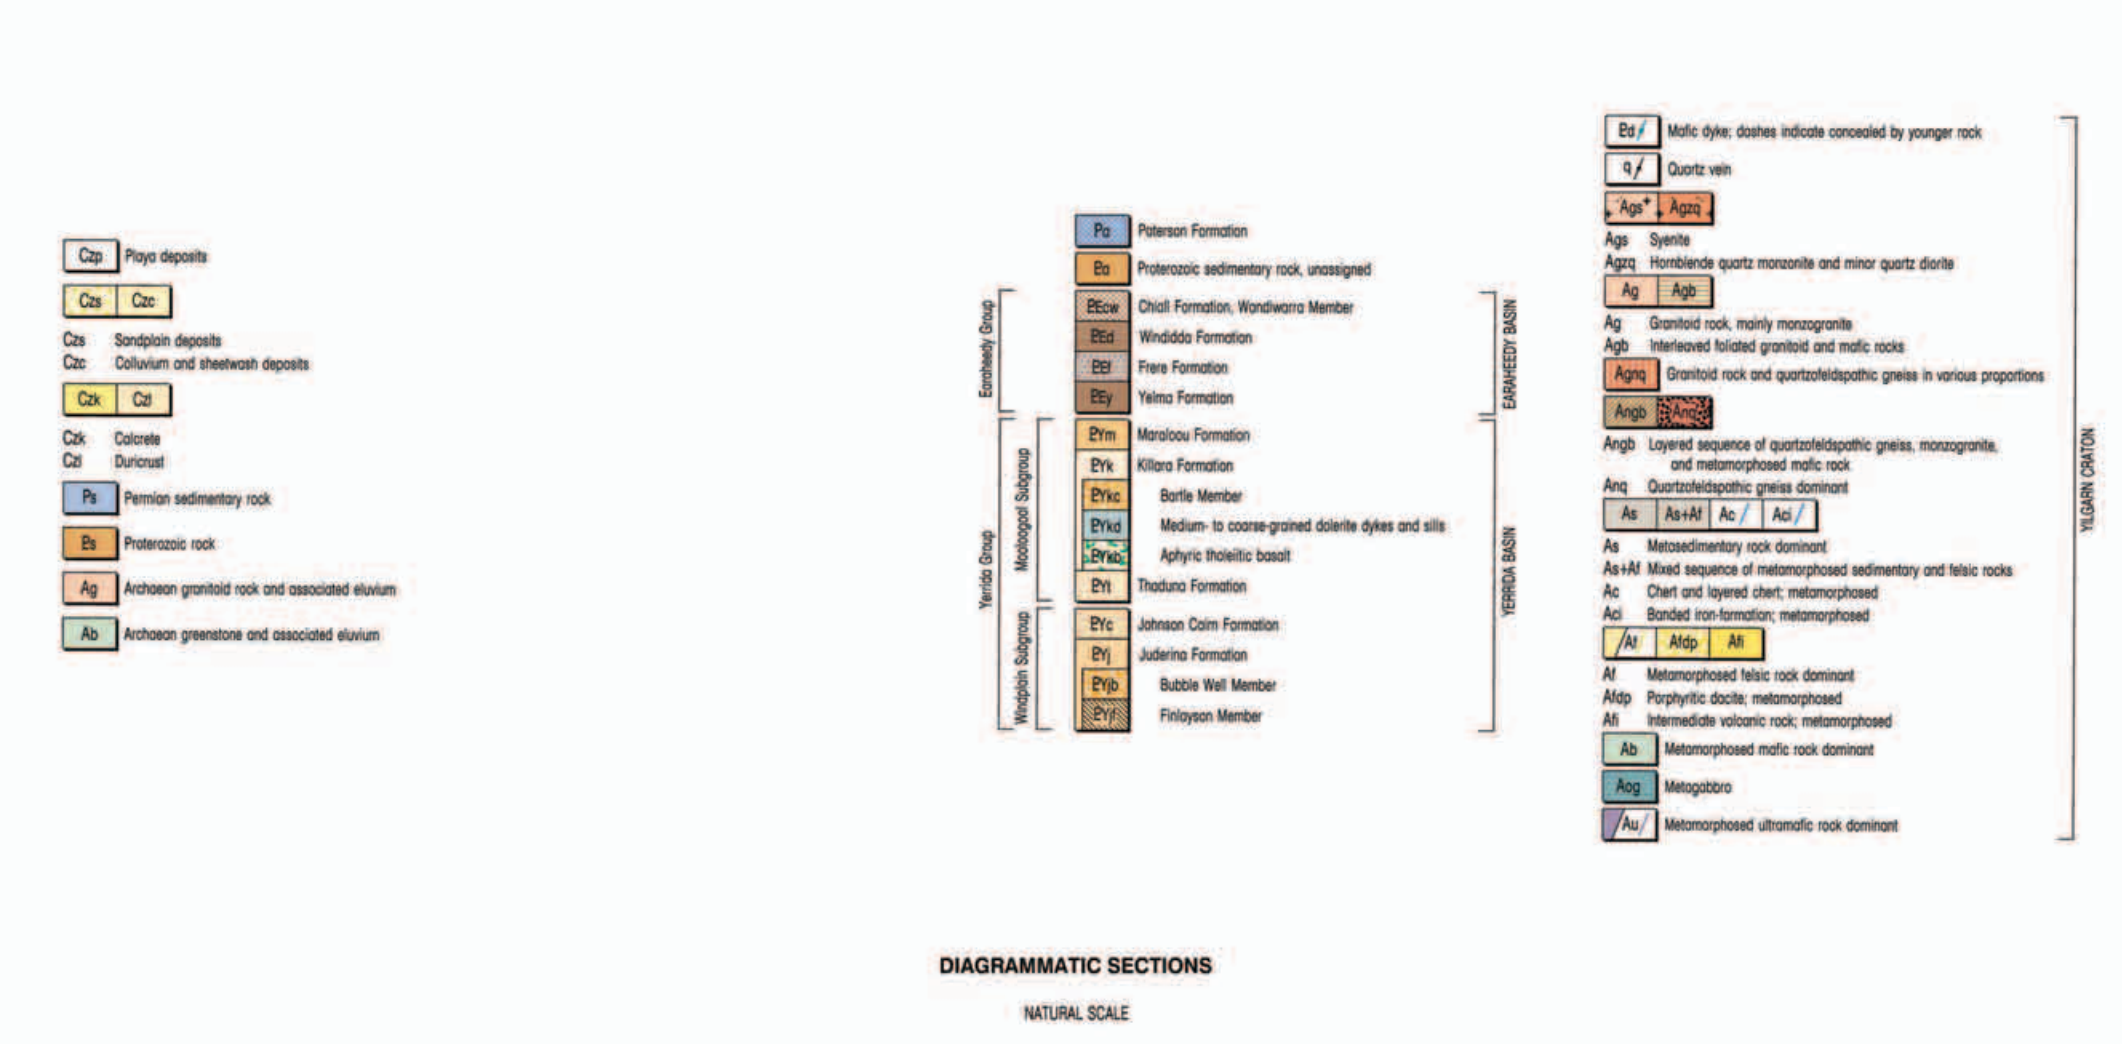 Czp Playa deposits
Czs Czc
Czs Sandplain deposits
Czc Colluvium and sheetwash deposits
Czk Czl
Czk Calcrete
Czl Duricrust
Ps Permian sedimentary rock
Ps Proterozoic rock
Ag Archaean granitoid rock and associated eluvium
Ab Archaean greenstone and associated eluvium
Pa Paterson Formation
Pa Proterozoic sedimentary rock, unassigned
Earaheedy Group
PEcw Chiall Formation, Wandiwarra Member
PEd Windidda Formation
PEf Frere Formation
PEy Yelma Formation
EARAHEEDY BASIN
Yerrida Group
Mooloogool Subgroup
PYm Maraloou Formation
PYk Killara Formation
PYkc Bartle Member
PYkd Medium- to coarse-grained dolerite dykes and sills
PYkb Aphyric tholeiitic basalt
PYt Thaduna Formation
Windplain Subgroup
PYc Johnson Cairn Formation
PYj Juderina Formation
PYjb Bubble Well Member
PYjf Finlayson Member
YERRIDA BASIN
Pd Mafic dyke; dashes indicate concealed by younger rock
q Quartz vein
Ags Agzq
Ags Syenite
Agzq Hornblende quartz monzonite and minor quartz diorite
Ag Agb
Ag Granitoid rock, mainly monzogranite
Agb Interleaved foliated granitoid and mafic rocks
Agnq Granitoid rock and quartzofeldspathic gneiss in various proportions
Angb Anq
Angb Layered sequence of quartzofeldspathic gneiss, monzogranite,
and metamorphosed mafic rock
Anq Quartzofeldspathic gneiss dominant
As As+Af Ac Aci
As Metasedimentary rock dominant
As+Af Mixed sequence of metamorphosed sedimentary and felsic rocks
Ac Chert and layered chert; metamorphosed
Aci Banded iron-formation; metamorphosed
Af Afdp Afi
Af Metamorphosed felsic rock dominant
Afdp Porphyritic dacite; metamorphosed
Afi Intermediate volcanic rock; metamorphosed
Ab Metamorphosed mafic rock dominant
Aog Metagabbro
Au Metamorphosed ultramafic rock dominant
YILGARN CRATON
DIAGRAMMATIC SECTIONS
NATURAL SCALE